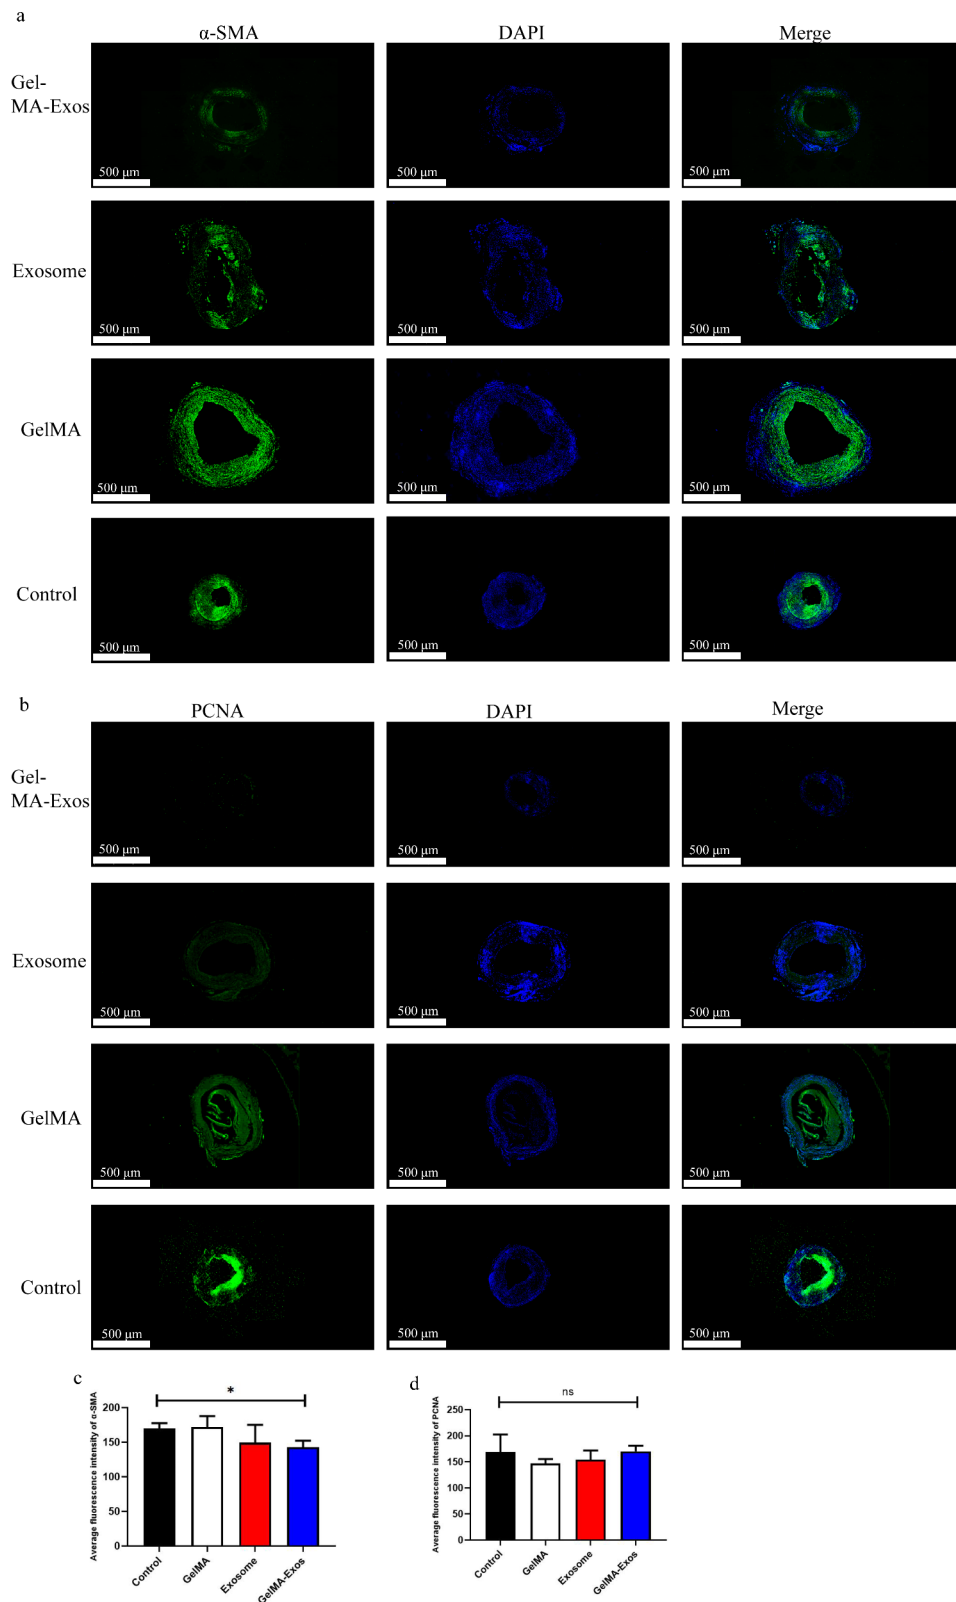 a
α-SMA DAPI Merge
Gel-
MA-Exos
500 μm 500 μm 500 μm
Exosome
500 μm 500 μm 500 μm
GelMA
500 μm 500 μm 500 μm
Control
500 μm 500 μm 500 μm
b
PCNA DAPI Merge
Gel-
MA-Exos
500 μm 500 μm 500 μm
Exosome
500 μm 500 μm 500 μm
GelMA
500 μm 500 μm 500 μm
Control
500 μm 500 μm 500 μm
c
*
Average fluorescence intensity of α-SMA
200
150
100
50
0
Control GelMA Exosome GelMA-Exos
d
ns
Average fluorescence intensity of PCNA
250
200
150
100
50
0
Control GelMA Exosome GelMA-Exos